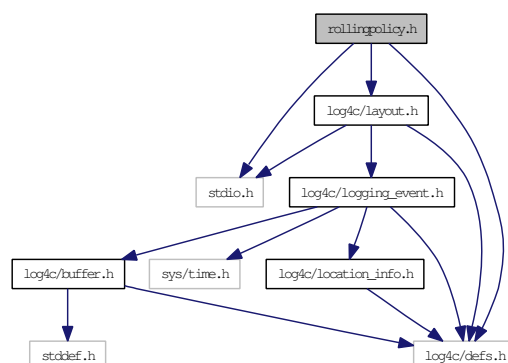 rollingpolicy.h
log4c/layout.h
stdio.h
log4c/logging_event.h
log4c/buffer.h
sys/time.h
log4c/location_info.h
stddef.h
log4c/defs.h